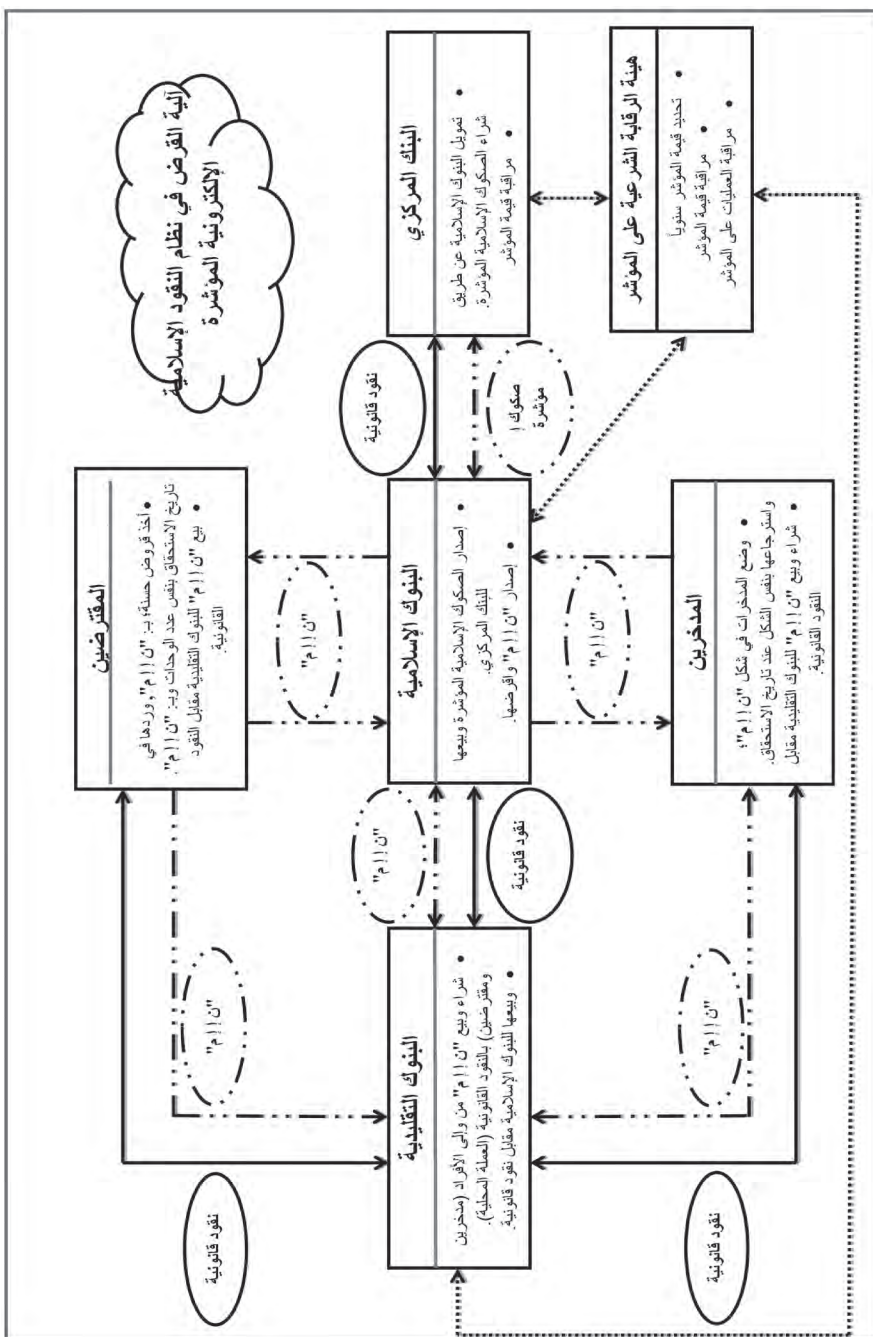 آلية القرض في نظام النقود الإسلامية
الإلكترونية المؤشرة
هيئة الرقابة الشرعية على المؤشر
• تحديد قيمة المؤشر سنوياً
• مراقبة قيمة المؤشر
• مراقبة العمليات على المؤشر
البنك المركزي
• تمويل البنوك الإسلامية عن طريق
شراء الصكوك الإسلامية المؤشرة.
• مراقبة قيمة المؤشر
نقود قانونية
صكوك إ
مؤشرة
المقترضين
• أخذ قروض حسنة، بـ: "ن إ إ م"، وردها في
تاريخ الاستحقاق بنفس عدد الوحدات وبـ: "ن إ إ م".
• بيع "ن إ إ م" للبنوك التقليدية مقابل النقود
القانونية.
"ن إ إ م"
البنوك الإسلامية
• إصدار الصكوك الإسلامية المؤشرة وبيعها
للبنك المركزي.
• إصدار "ن إ إ م" واقرضها.
"ن إ إ م"
المدخرين
• وضع المدخرات في شكل "ن إ إ م"؛
واسترجاعها بنفس الشكل عند تاريخ الاستحقاق.
• شراء وبيع "ن إ إ م" للبنوك التقليدية مقابل
النقود القانونية.
"ن إ إ م"
نقود قانونية
البنوك التقليدية
• شراء وبيع "ن إ إ م" من وإلى الأفراد (مدخرين
ومقترضين) بالنقود القانونية (العملة المحلية).
• وبيعها للبنوك الإسلامية مقابل نقود قانونية.
"ن إ إ م"
"ن إ إ م"
نقود قانونية
نقود قانونية